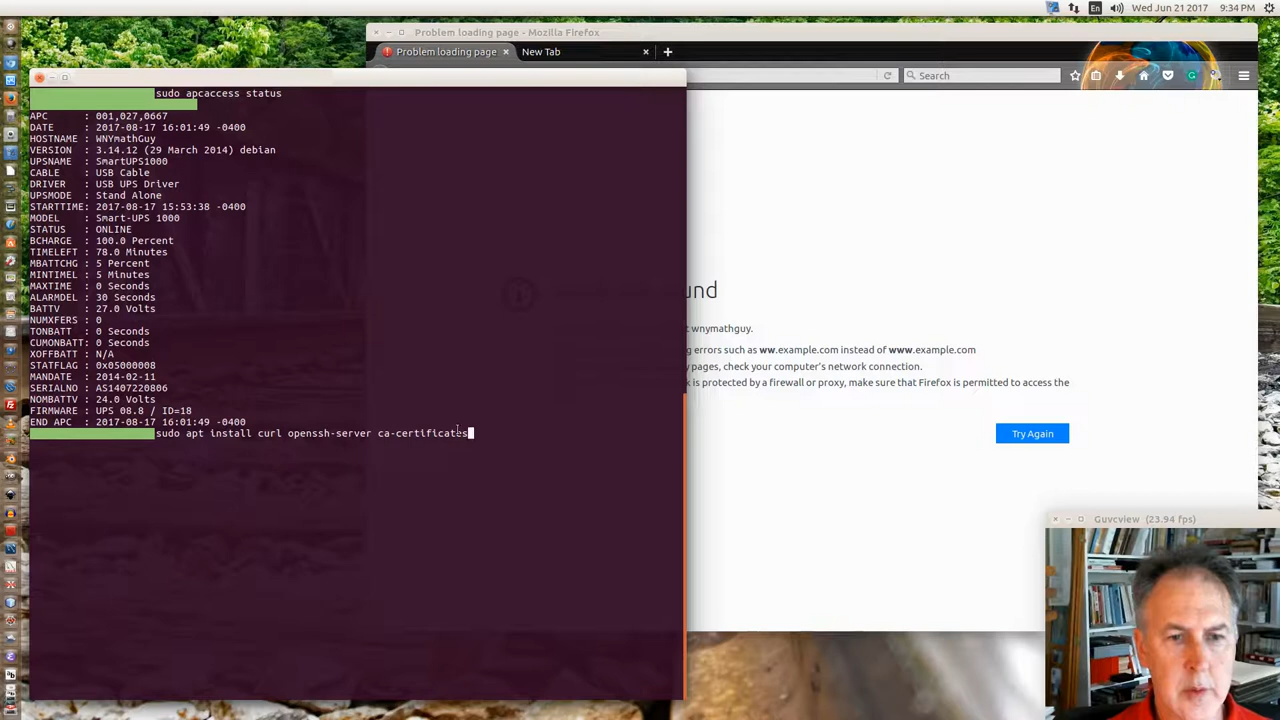 En
Wed Jun 21 2017
9:34 PM
Problem loading page - Mozilla Firefox
Problem loading page
New Tab
Search
sudo apcaccess status
APC : 001,027,0667
DATE : 2017-08-17 16:01:49 -0400
HOSTNAME : WNYmathGuy
VERSION : 3.14.12 (29 March 2014) debian
UPSNAME : SmartUPS1000
CABLE : USB Cable
DRIVER : USB UPS Driver
UPSMODE : Stand Alone
STARTTIME: 2017-08-17 15:53:38 -0400
MODEL : Smart-UPS 1000
STATUS : ONLINE
BCHARGE : 100.0 Percent
TIMELEFT : 78.0 Minutes
MBATTCHG : 5 Percent
MINTIMEL : 5 Minutes
MAXTIME : 0 Seconds
ALARMDEL : 30 Seconds
BATTV : 27.0 Volts
NUMXFERS : 0
TONBATT : 0 Seconds
CUMONBATT: 0 Seconds
XOFFBATT : N/A
STATFLAG : 0x05000008
MANDATE : 2014-02-11
SERIALNO : AS1407220806
NOMBATTV : 24.0 Volts
FIRMWARE : UPS 08.8 / ID=18
END APC : 2017-08-17 16:01:49 -0400
sudo apt install curl openssh-server ca-certificates
und
t wnymathguy.
g errors such as ww.example.com instead of www.example.com
y pages, check your computer's network connection.
k is protected by a firewall or proxy, make sure that Firefox is permitted to access the
Try Again
Guvcview (23.94 fps)